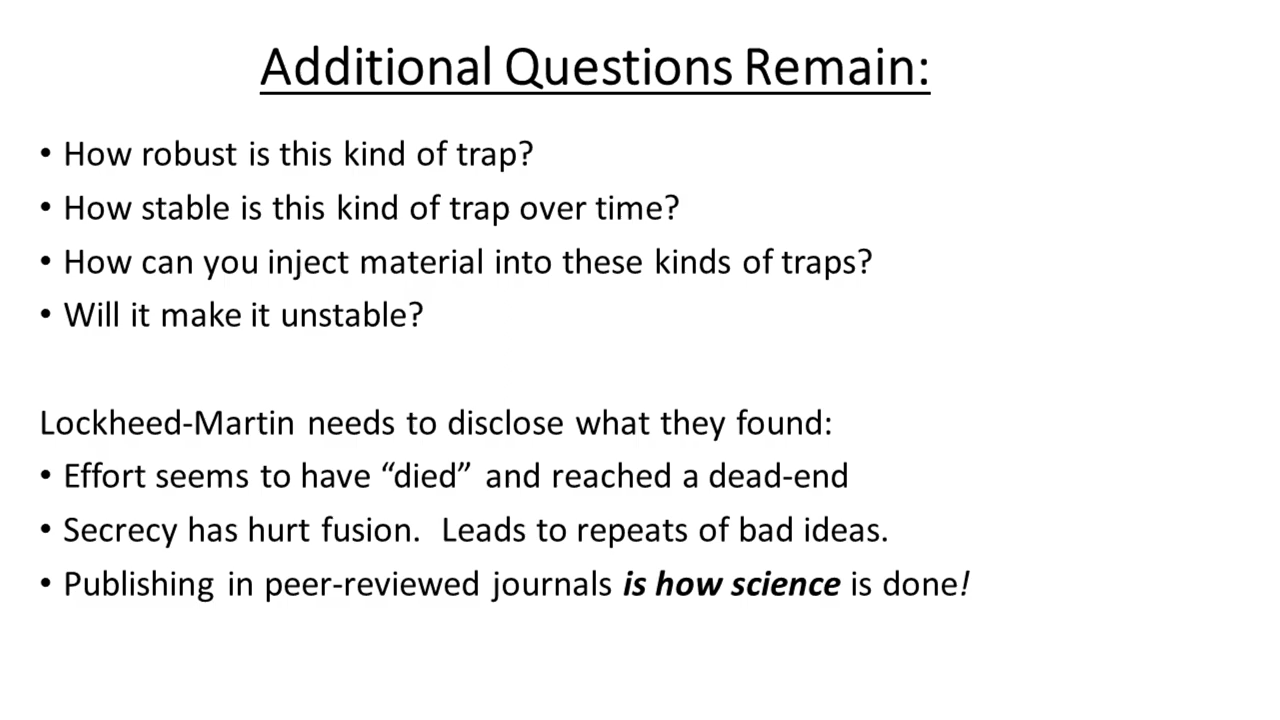 Additional Questions Remain:
• How robust is this kind of trap?
• How stable is this kind of trap over time?
• How can you inject material into these kinds of traps?
• Will it make it unstable?
Lockheed-Martin needs to disclose what they found:
• Effort seems to have “died” and reached a dead-end
• Secrecy has hurt fusion.  Leads to repeats of bad ideas.
• Publishing in peer-reviewed journals is how science is done!